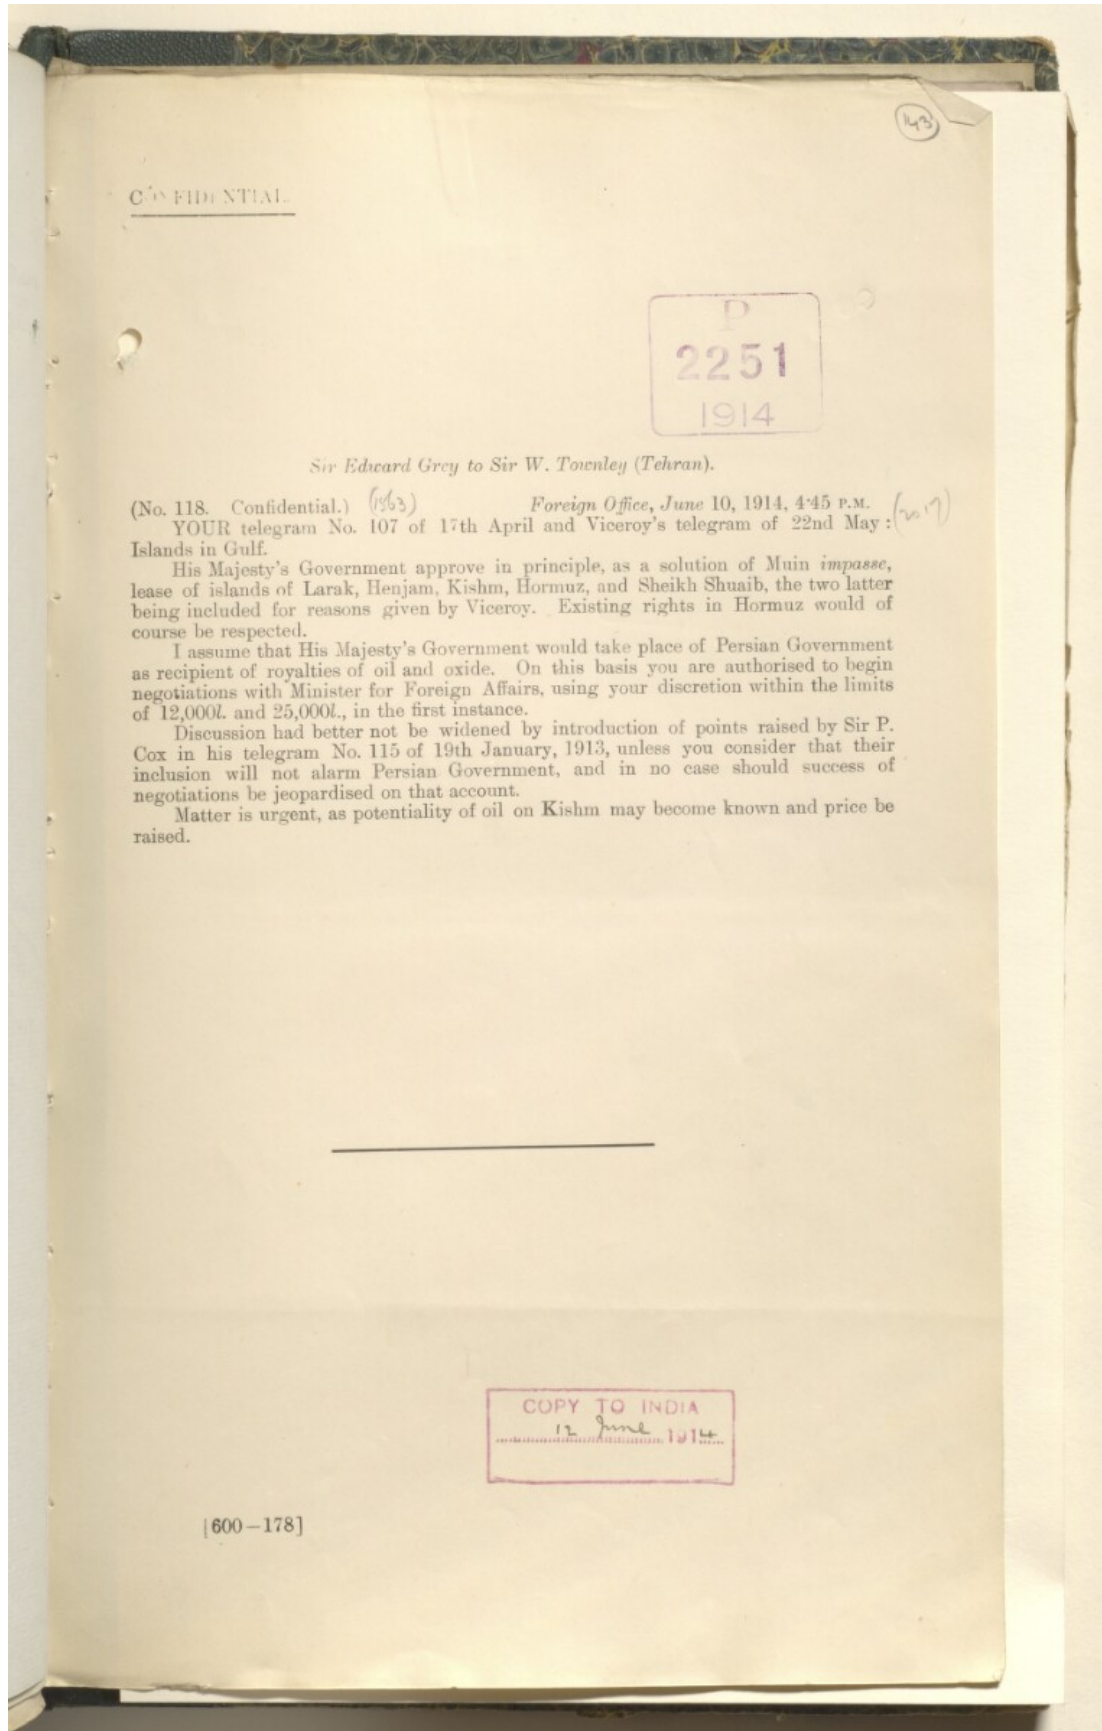 143
CONFIDENTIAL.
P
2251
1914
Sir Edward Grey to Sir W. Townley (Tehran).
(No. 118. Confidential.) (1563) Foreign Office, June 10, 1914, 4·45 P.M.
YOUR telegram No. 107 of 17th April and Viceroy's telegram of 22nd May: (2017)
Islands in Gulf.
His Majesty's Government approve in principle, as a solution of Muin impasse,
lease of islands of Larak, Henjam, Kishm, Hormuz, and Sheikh Shuaib, the two latter
being included for reasons given by Viceroy. Existing rights in Hormuz would of
course be respected.
I assume that His Majesty's Government would take place of Persian Government
as recipient of royalties of oil and oxide. On this basis you are authorised to begin
negotiations with Minister for Foreign Affairs, using your discretion within the limits
of 12,000l. and 25,000l., in the first instance.
Discussion had better not be widened by introduction of points raised by Sir P.
Cox in his telegram No. 115 of 19th January, 1913, unless you consider that their
inclusion will not alarm Persian Government, and in no case should success of
negotiations be jeopardised on that account.
Matter is urgent, as potentiality of oil on Kishm may become known and price be
raised.
COPY TO INDIA
12 June 1914
[600—178]